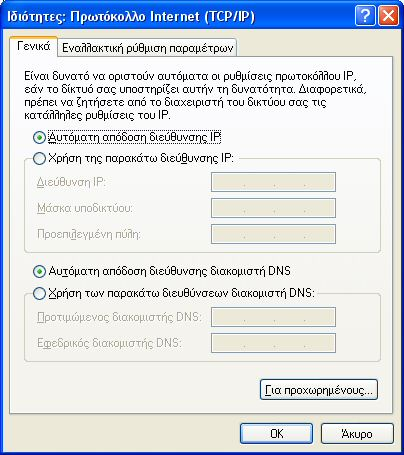 Ιδιότητες: Πρωτόκολλο Internet (TCP/IP)
Γενικά
Εναλλακτική ρύθμιση παραμέτρων
Είναι δυνατό να οριστούν αυτόματα οι ρυθμίσεις πρωτοκόλλου IP,
εάν το δίκτυό σας υποστηρίζει αυτήν τη δυνατότητα. Διαφορετικά,
πρέπει να ζητήσετε από το διαχειριστή του δικτύου σας τις
κατάλληλες ρυθμίσεις του IP.
Αυτόματη απόδοση διεύθυνσης IP
Χρήση της παρακάτω διεύθυνσης IP:
Διεύθυνση IP:
Μάσκα υποδικτύου:
Προεπιλεγμένη πύλη:
Αυτόματη απόδοση διεύθυνσης διακομιστή DNS
Χρήση των παρακάτω διευθύνσεων διακομιστή DNS:
Προτιμώμενος διακομιστής DNS:
Εφεδρικός διακομιστής DNS:
Για προχωρημένους...
OK
Άκυρο